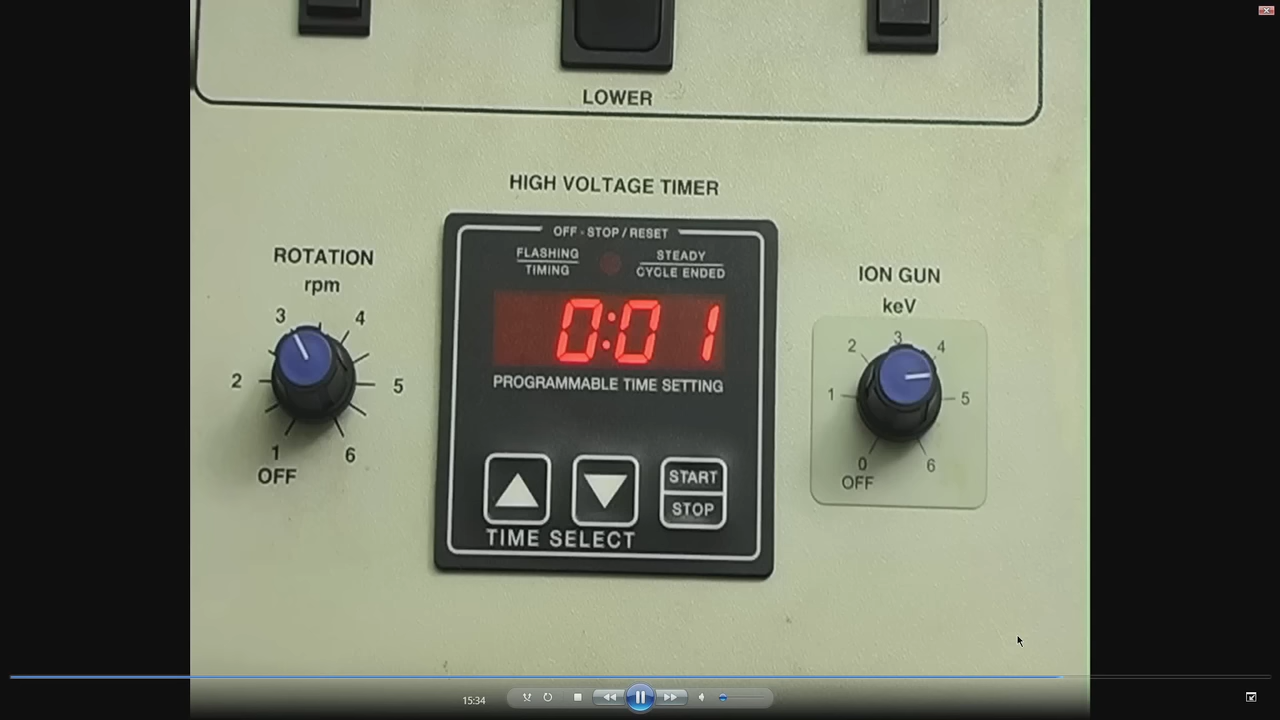 LOWER
HIGH VOLTAGE TIMER
OFF - STOP / RESET
FLASHING
TIMING
STEADY
CYCLE ENDED
0:01
PROGRAMMABLE TIME SETTING
START
STOP
TIME SELECT
ROTATION
rpm
3 4
2 5
1 6
OFF
ION GUN
keV
3
2 4
1 5
0 6
OFF
15:34